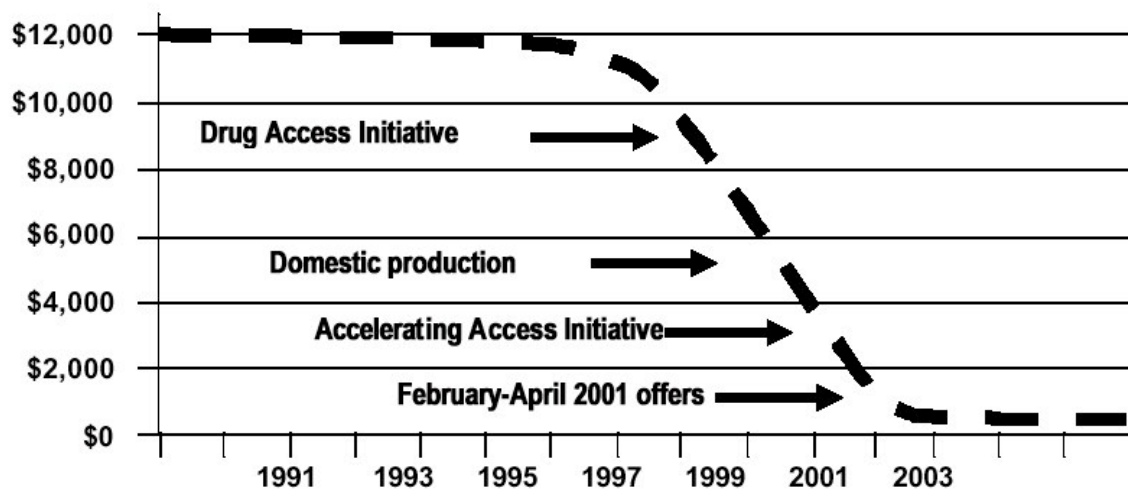 $12,000
$10,000
Drug Access Initiative
$8,000
$6,000
Domestic production
$4,000
Accelerating Access Initiative
$2,000
February-April 2001 offers
$0
1991 1993 1995 1997 1999 2001 2003